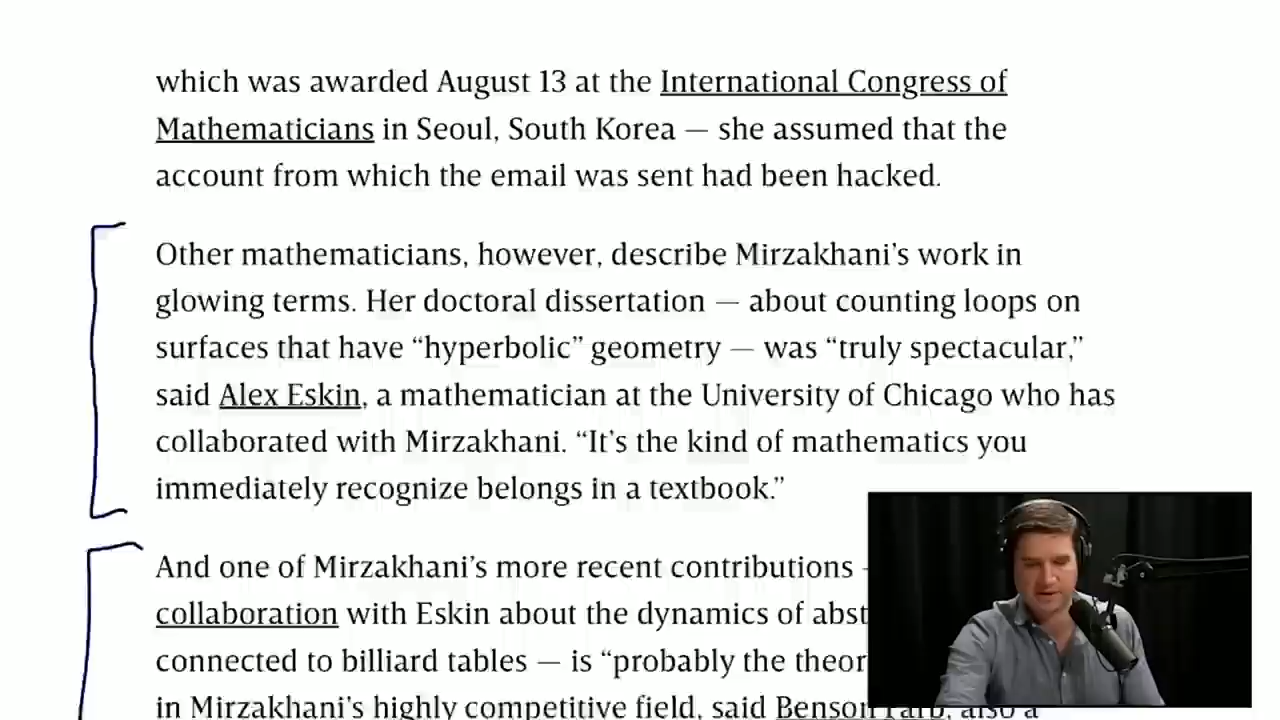 which was awarded August 13 at the International Congress of
Mathematicians in Seoul, South Korea — she assumed that the
account from which the email was sent had been hacked.
Other mathematicians, however, describe Mirzakhani’s work in
glowing terms. Her doctoral dissertation — about counting loops on
surfaces that have “hyperbolic” geometry — was “truly spectacular,”
said Alex Eskin, a mathematician at the University of Chicago who has
collaborated with Mirzakhani. “It’s the kind of mathematics you
immediately recognize belongs in a textbook.”
And one of Mirzakhani’s more recent contributions
collaboration with Eskin about the dynamics of abst
connected to billiard tables — is “probably the theor
in Mirzakhani’s highly competitive field, said Benson Farb, also a